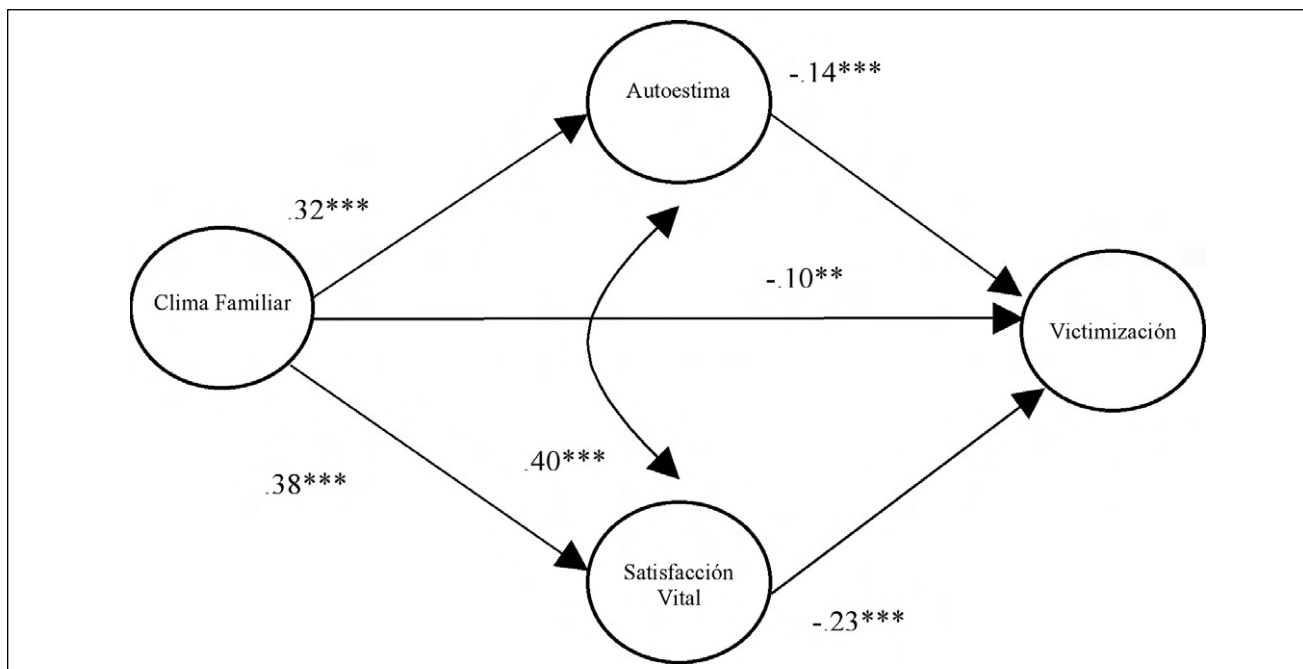 Autoestima
-.14***
.32***
Clima Familiar
-.10**
Victimización
.38***
.40***
Satisfacción
Vital
-.23***